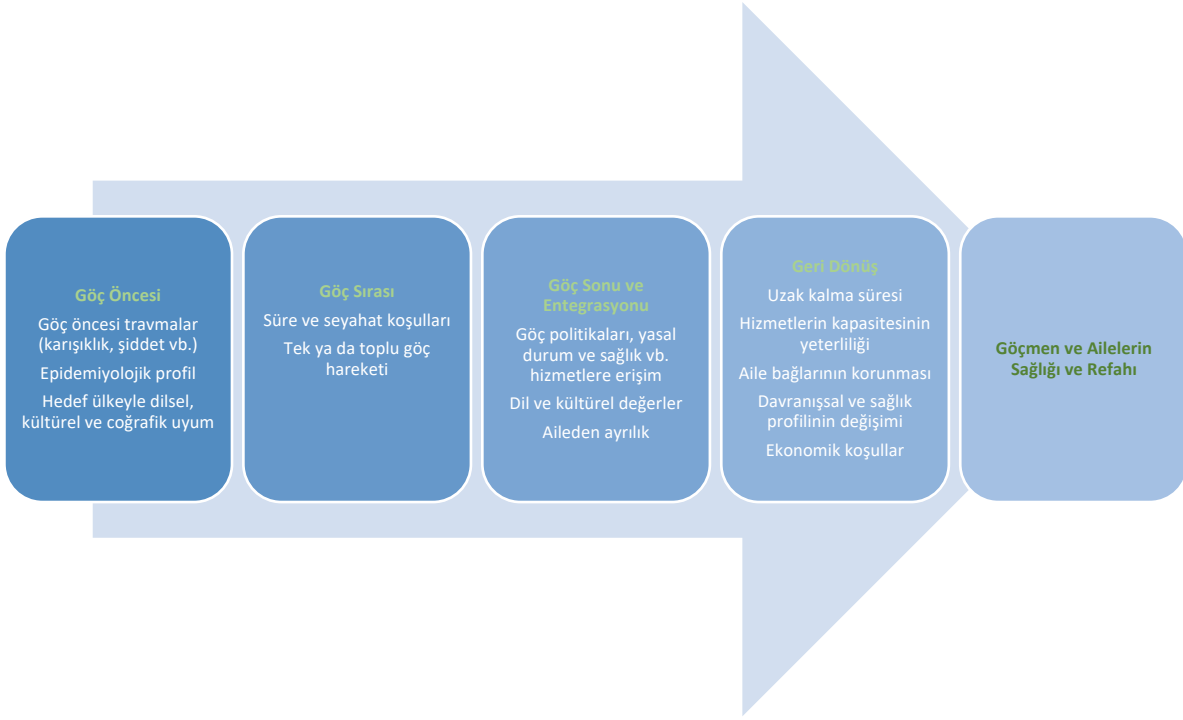 Göç Öncesi
Göç öncesi travmalar
(karışıklık, şiddet vb.)
Epidemiyolojik profil
Hedef ülkeyle dilsel,
kültürel ve coğrafik uyum
Göç Sırası
Süre ve seyahat koşulları
Tek ya da toplu göç
hareketi
Göç Sonu ve
Entegrasyonu
Göç politikaları, yasal
durum ve sağlık vb.
hizmetlere erişim
Dil ve kültürel değerler
Aileden ayrılık
Geri Dönüş
Uzak kalma süresi
Hizmetlerin kapasitesinin
yeterliliği
Aile bağlarının korunması
Davranışsal ve sağlık
profilinin değişimi
Ekonomik koşullar
Göçmen ve Ailelerin
Sağlığı ve Refahı